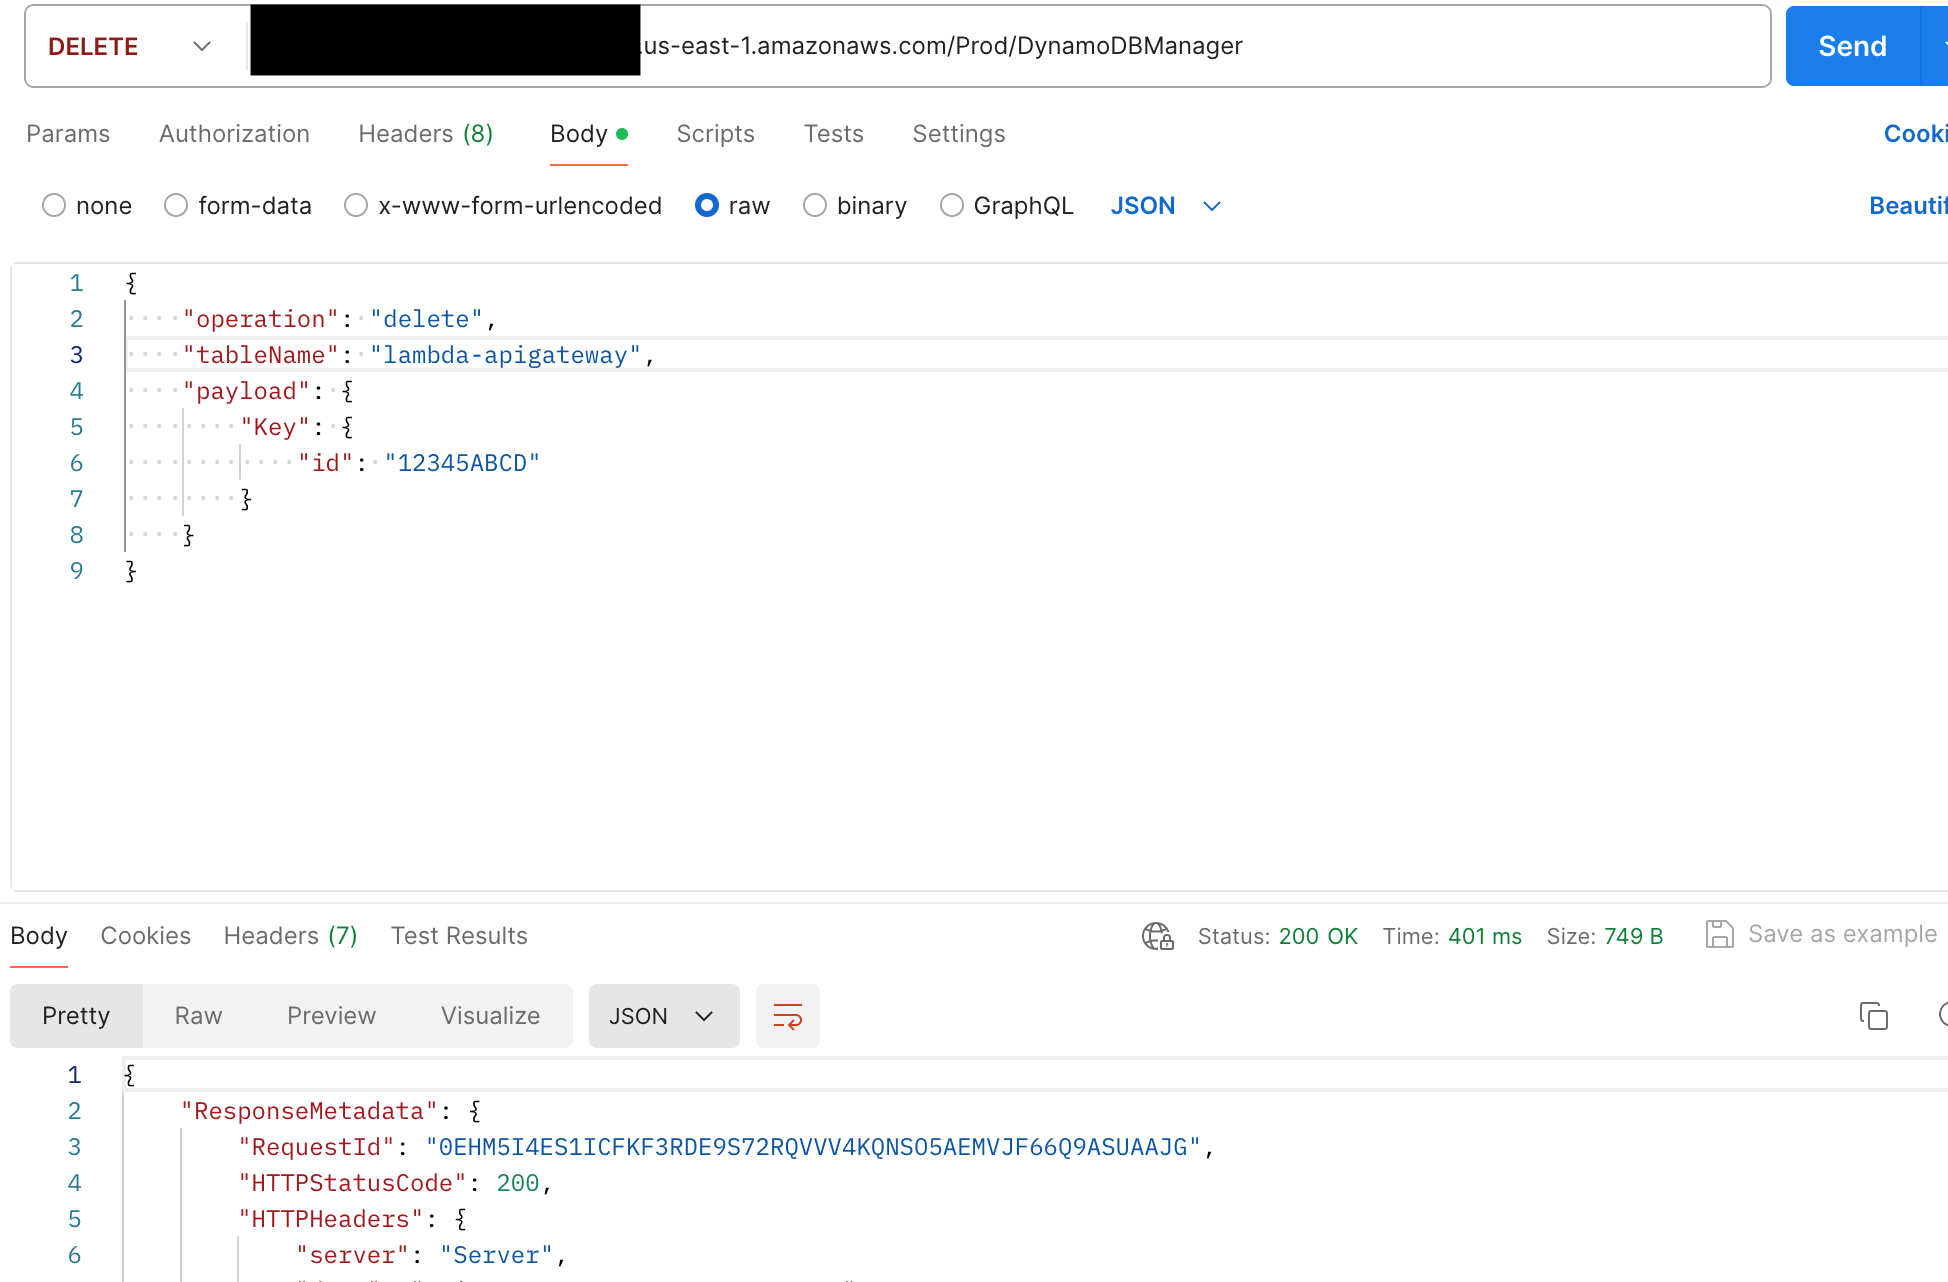 DELETE .us-east-1.amazonaws.com/Prod/DynamoDBManager Send
Params Authorization Headers (8) Body Scripts Tests Settings
none form-data x-www-form-urlencoded raw binary GraphQL JSON
1 {
2 "operation": "delete",
3 "tableName": "lambda-apigateway",
4 "payload": {
5 "Key": {
6 "id": "12345ABCD"
7 }
8 }
9 }
Body Cookies Headers (7) Test Results Status: 200 OK Time: 401 ms Size: 749 B Save as example
Pretty Raw Preview Visualize JSON
1 {
2 "ResponseMetadata": {
3 "RequestId": "0EHM5I4ES1ICFKF3RDE9S72RQVVV4KQNSO5AEMVJF66Q9ASUAAJG",
4 "HTTPStatusCode": 200,
5 "HTTPHeaders": {
6 "server": "Server",